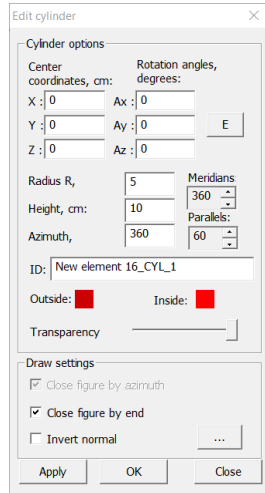 Edit cylinder
Cylinder options
Center coordinates, cm:
Rotation angles, degrees:
X : 0 Ax : 0
Y : 0 Ay : 0 E
Z : 0 Az : 0
Radius R, 5 Meridians:
360
Height, cm: 10 Parallels:
Azimuth, 360 60
ID: New element 16_CYL_1
Outside: Inside:
Transparency
Draw settings
Close figure by azimuth
Close figure by end
Invert normal ...
Apply OK Close